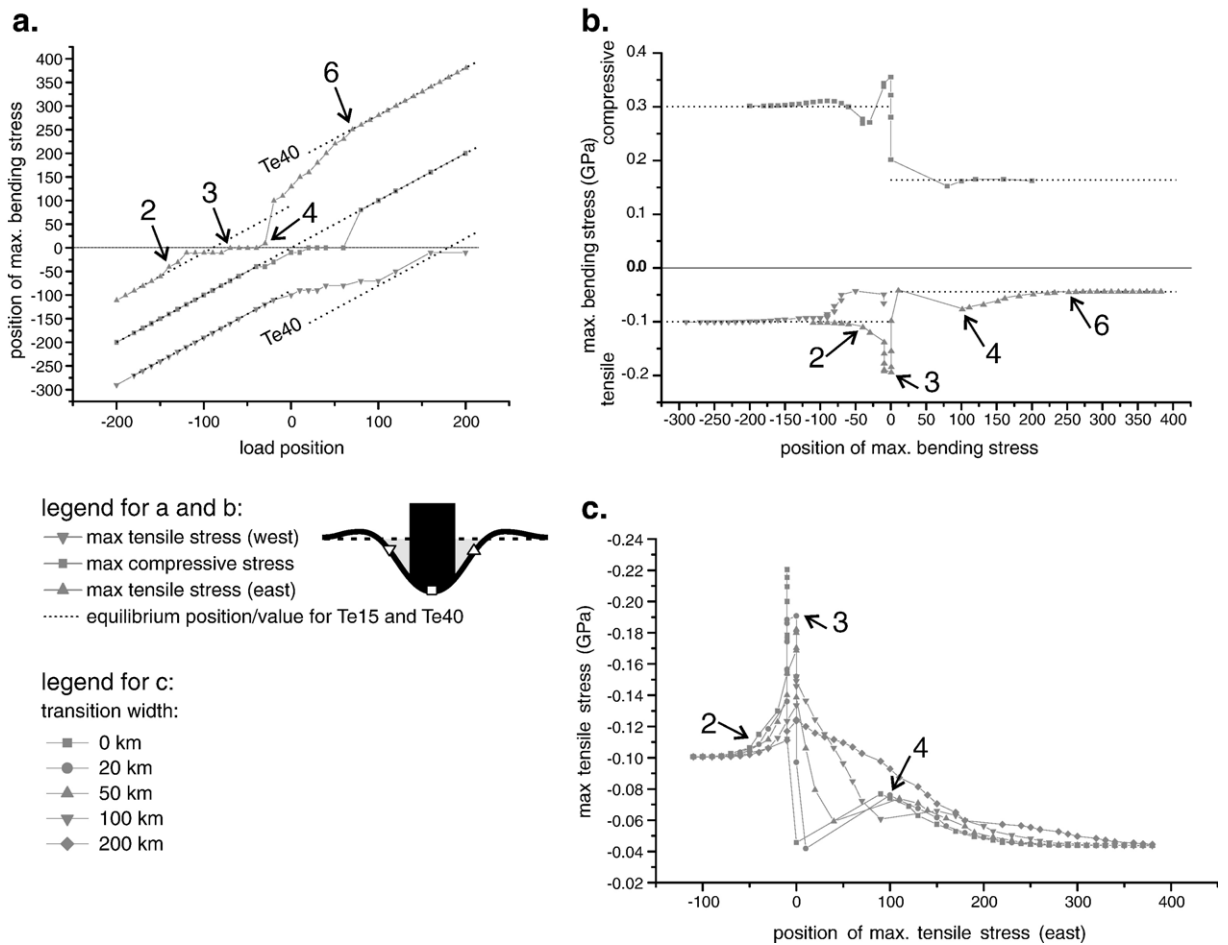 a.
position of max. bending stress
400
350
300
250
200
150
100
50
0
-50
-100
-150
-200
-250
-300
2
3
4
6
Te40
Te40
-200
-100
0
100
200
load position
b.
tensile
max. bending stress (GPa)
compressive
0.4
0.3
0.2
0.1
0.0
-0.1
-0.2
2
3
4
6
-300
-250
-200
-150
-100
-50
0
50
100
150
200
250
300
350
400
position of max. bending stress
legend for a and b:
max tensile stress (west)
max compressive stress
max tensile stress (east)
equilibrium position/value for Te15 and Te40
legend for c:
transition width:
0 km
20 km
50 km
100 km
200 km
c.
max tensile stress (GPa)
-0.24
-0.22
-0.20
-0.18
-0.16
-0.14
-0.12
-0.10
-0.08
-0.06
-0.04
-0.02
2
3
4
-100
0
100
200
300
400
position of max. tensile stress (east)